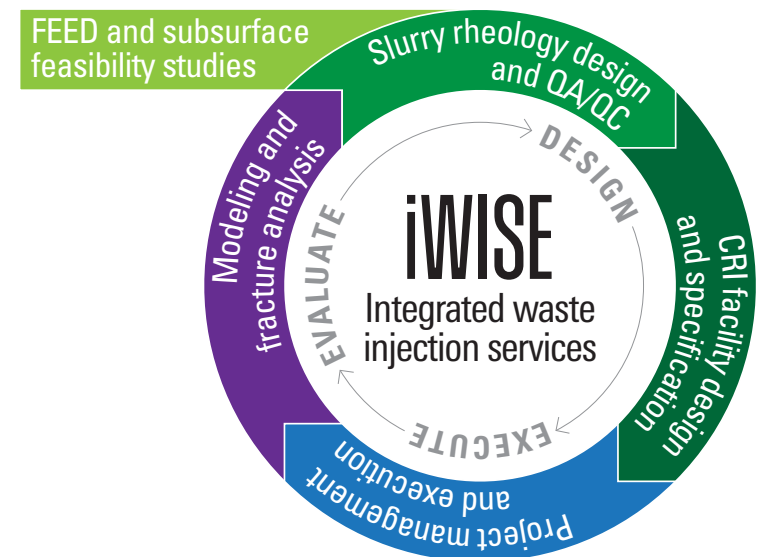 FEED and subsurface
feasibility studies
Slurry rheology design
and QA/QC
CRI facility design
and specification
Project management
and execution
Modeling and
fracture analysis
DESIGN
EXECUTE
EVALUATE
iWISE
Integrated waste
injection services